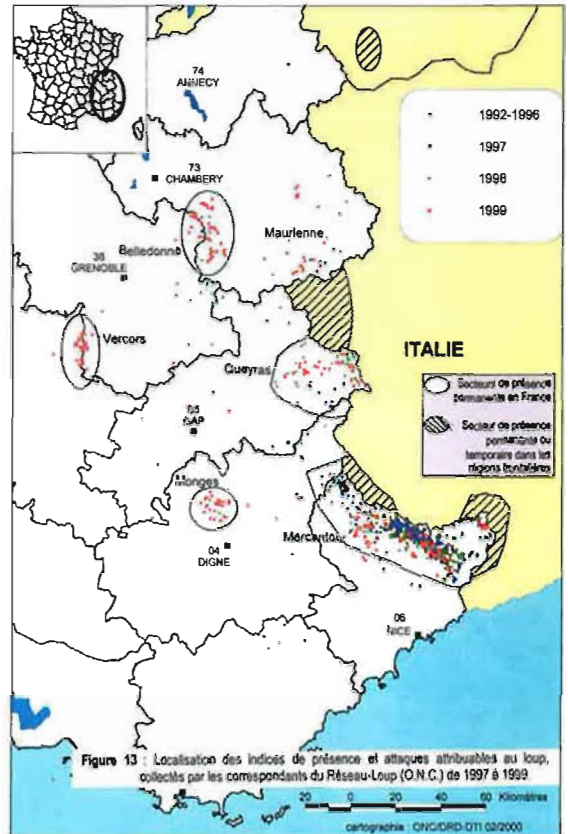 74
ANNECY
1992-1996
1997
1998
1999
73
CHAMBERY
Belledonne
Maurienne
38
GRENOBLE
Vercors
ITALIE
Queyras
Secteurs de présence
permanente en France
Secteur de présence
permanente ou
temporaire dans les
régions frontalières
05
GAP
Monges
Mercantour
04
DIGNE
06
NICE
Figure 13 : Localisation des indices de présence et attaques attribuables au loup,
collectés par les correspondants du Réseau-Loup (O.N.C.) de 1997 à 1999
20 0 20 40 60 Kilomètres
cartographie : ONC/DRD-DTI 02/2000